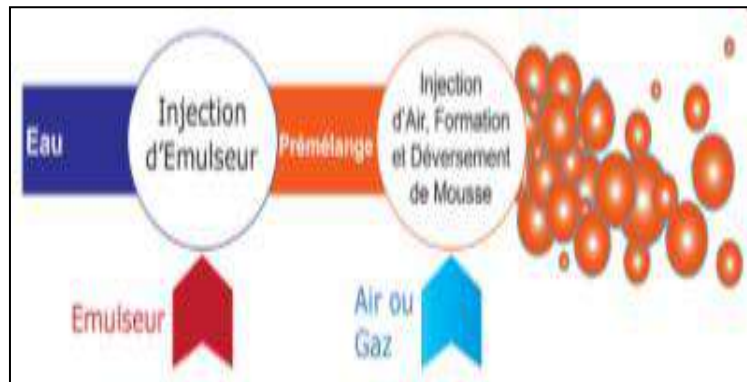 Eau
Injection
d'Emulseur
Prémélange
Injection
d'Air, Formation
et Déversement
de Mousse
Emulseur
Air ou
Gaz